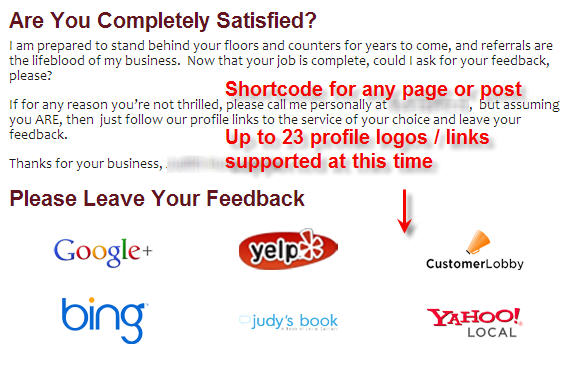 Are You Completely Satisfied?
I am prepared to stand behind your floors and counters for years to come, and referrals are
the lifeblood of my business. Now that your job is complete, could I ask for your feedback,
please?
Shortcode for any page or post
If for any reason you're not thrilled, please call me personally at , but assuming
you ARE, then just follow our profile links to the service of your choice and leave your
feedback.
Up to 23 profile logos / links
supported at this time
Thanks for your business,
Please Leave Your Feedback
Google+
yelp
CustomerLobby
bing
judy's book
YAHOO!
LOCAL